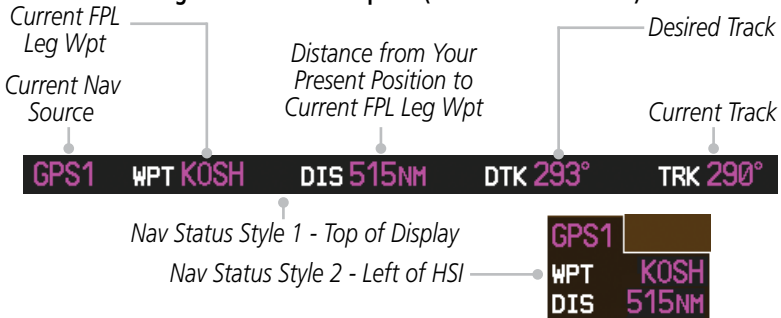 Current FPL
Leg Wpt
Current Nav
Source
Distance from Your
Present Position to
Current FPL Leg Wpt
Desired Track
Current Track
GPS1 WPT KOSH DIS 515NM DTK 293° TRK 290°
Nav Status Style 1 - Top of Display
Nav Status Style 2 - Left of HSI
GPS1
WPT KOSH
DIS 515NM